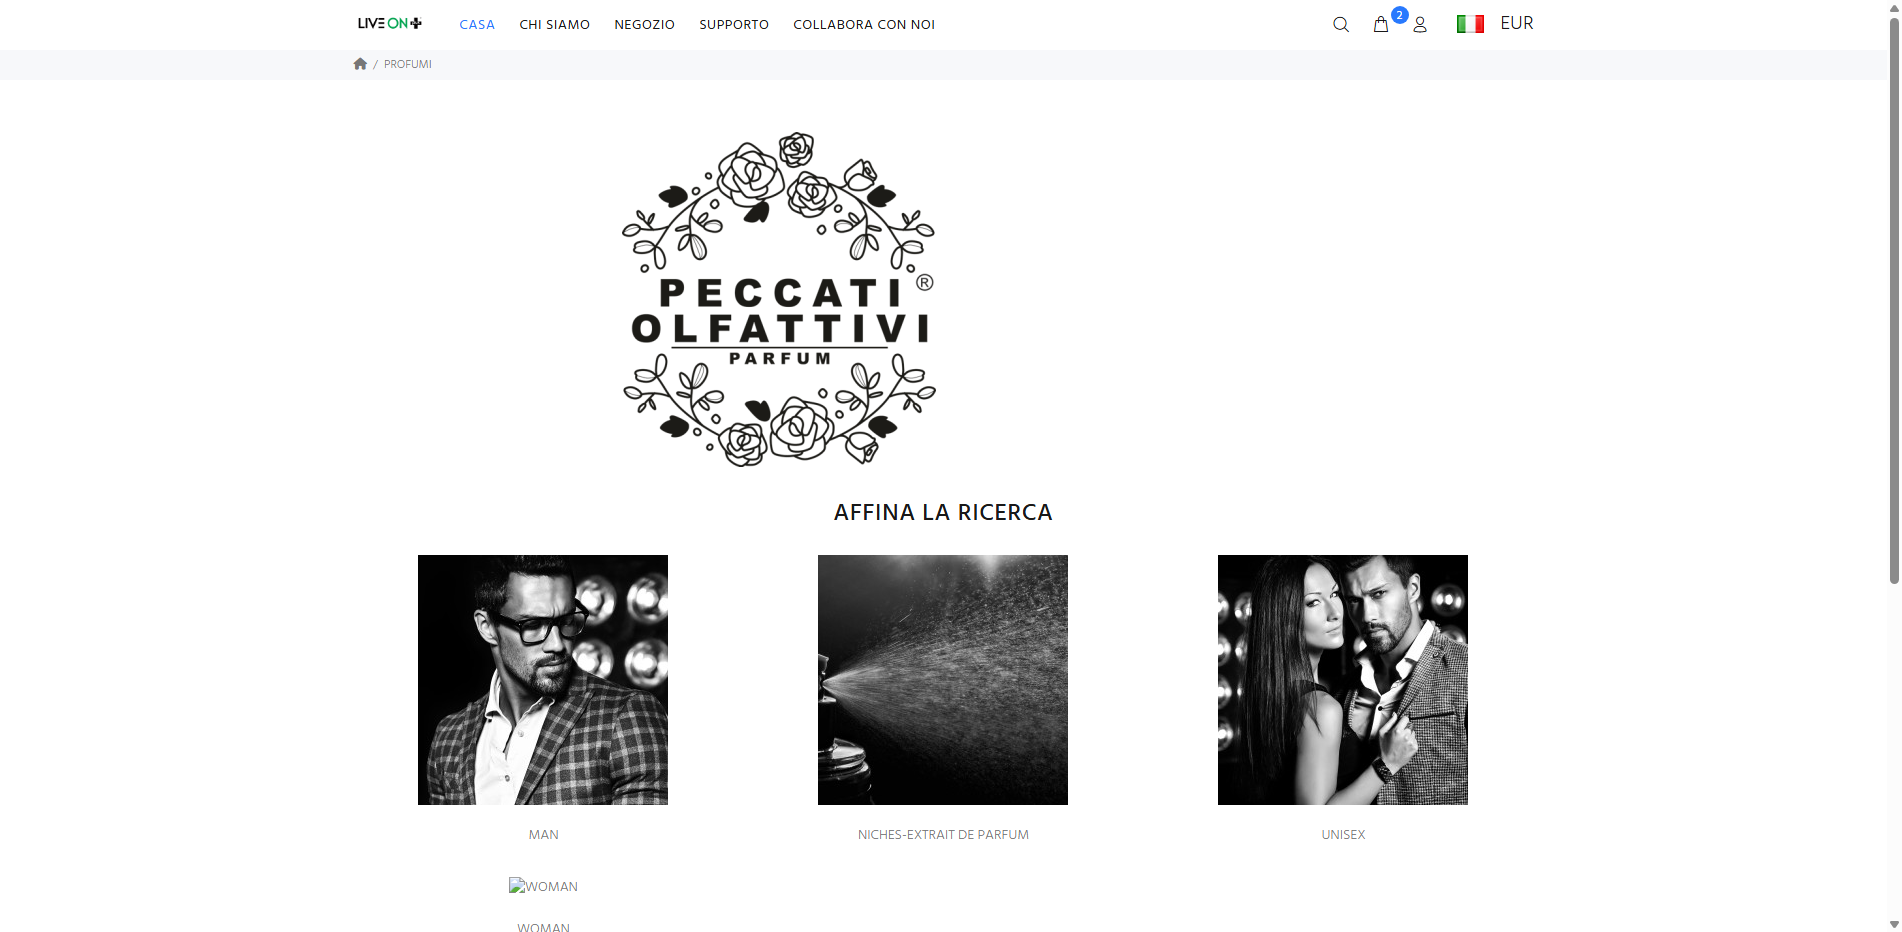 LIVE ON
CASA
CHI SIAMO
NEGOZIO
SUPPORTO
COLLABORA CON NOI
2
EUR
/ PROFUMI
PECCATI ®
OLFATTIVI
PARFUM
AFFINA LA RICERCA
MAN
NICHES-EXTRAIT DE PARFUM
UNISEX
WOMAN
WOMAN